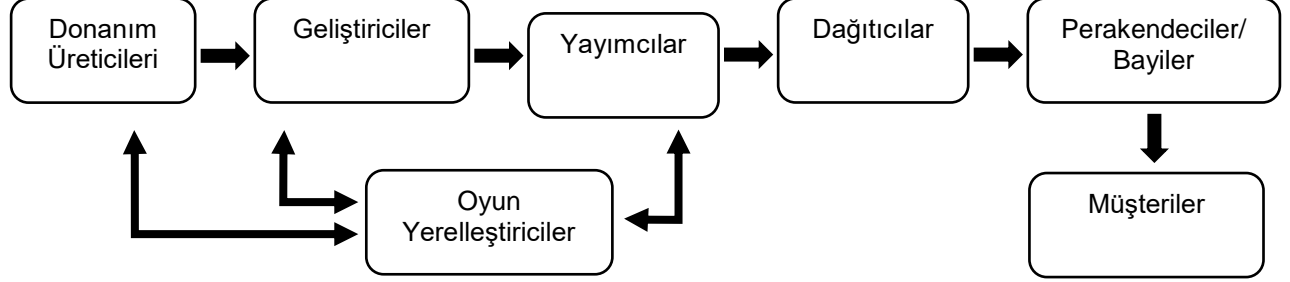 Donanım
Üreticileri
Geliştiriciler
Yayımcılar
Dağıtıcılar
Perakendeciler/
Bayiler
Oyun
Yerelleştiriciler
Müşteriler